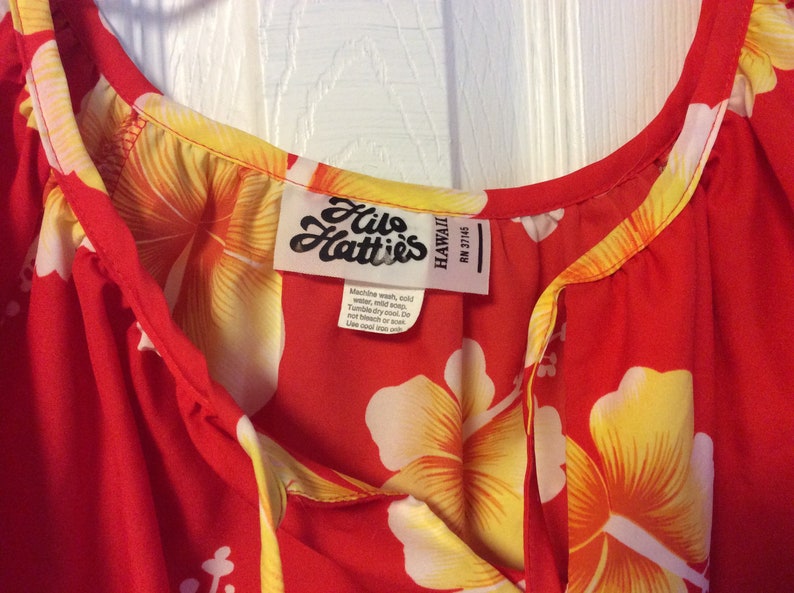 Hilo
Hattie's
HAWAII
RN 37145
Machine wash, cold
water, mild soap.
Tumble dry cool. Do
not bleach or soak.
Use cool iron only.